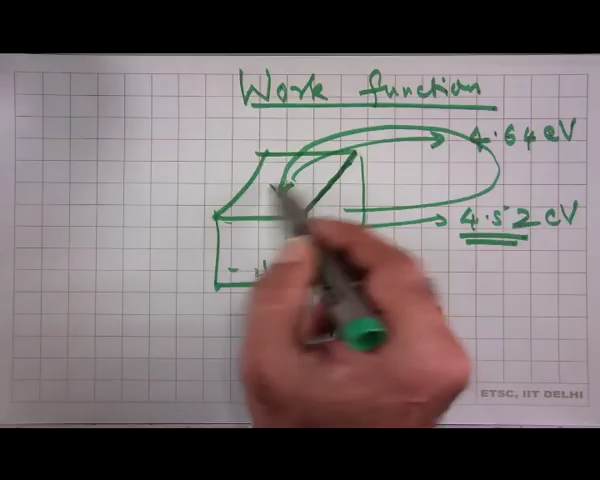 Work function
4.64 eV
4.52 eV
ETSC, IIT DELHI